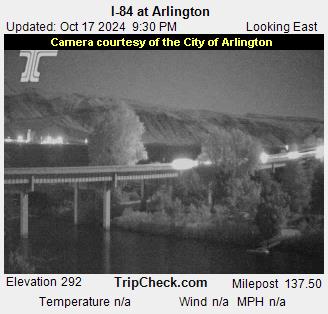 I-84 at Arlington
Updated: Oct 17 2024 9:30 PM Looking East
Camera courtesy of the City of Arlington
Elevation 292 TripCheck.com Milepost 137.50
Temperature n/a Wind n/a MPH n/a